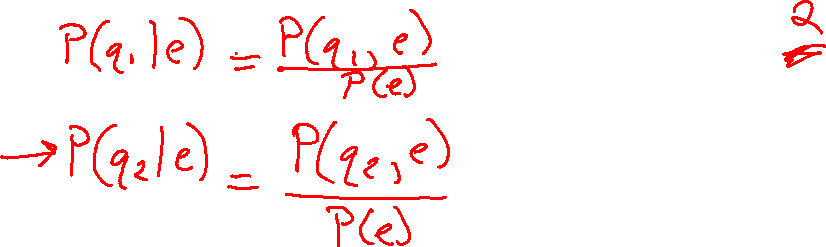 P(q₁|e) = P(q₁, e) / P(e)
2
→ P(q₂|e) = P(q₂, e) / P(e)